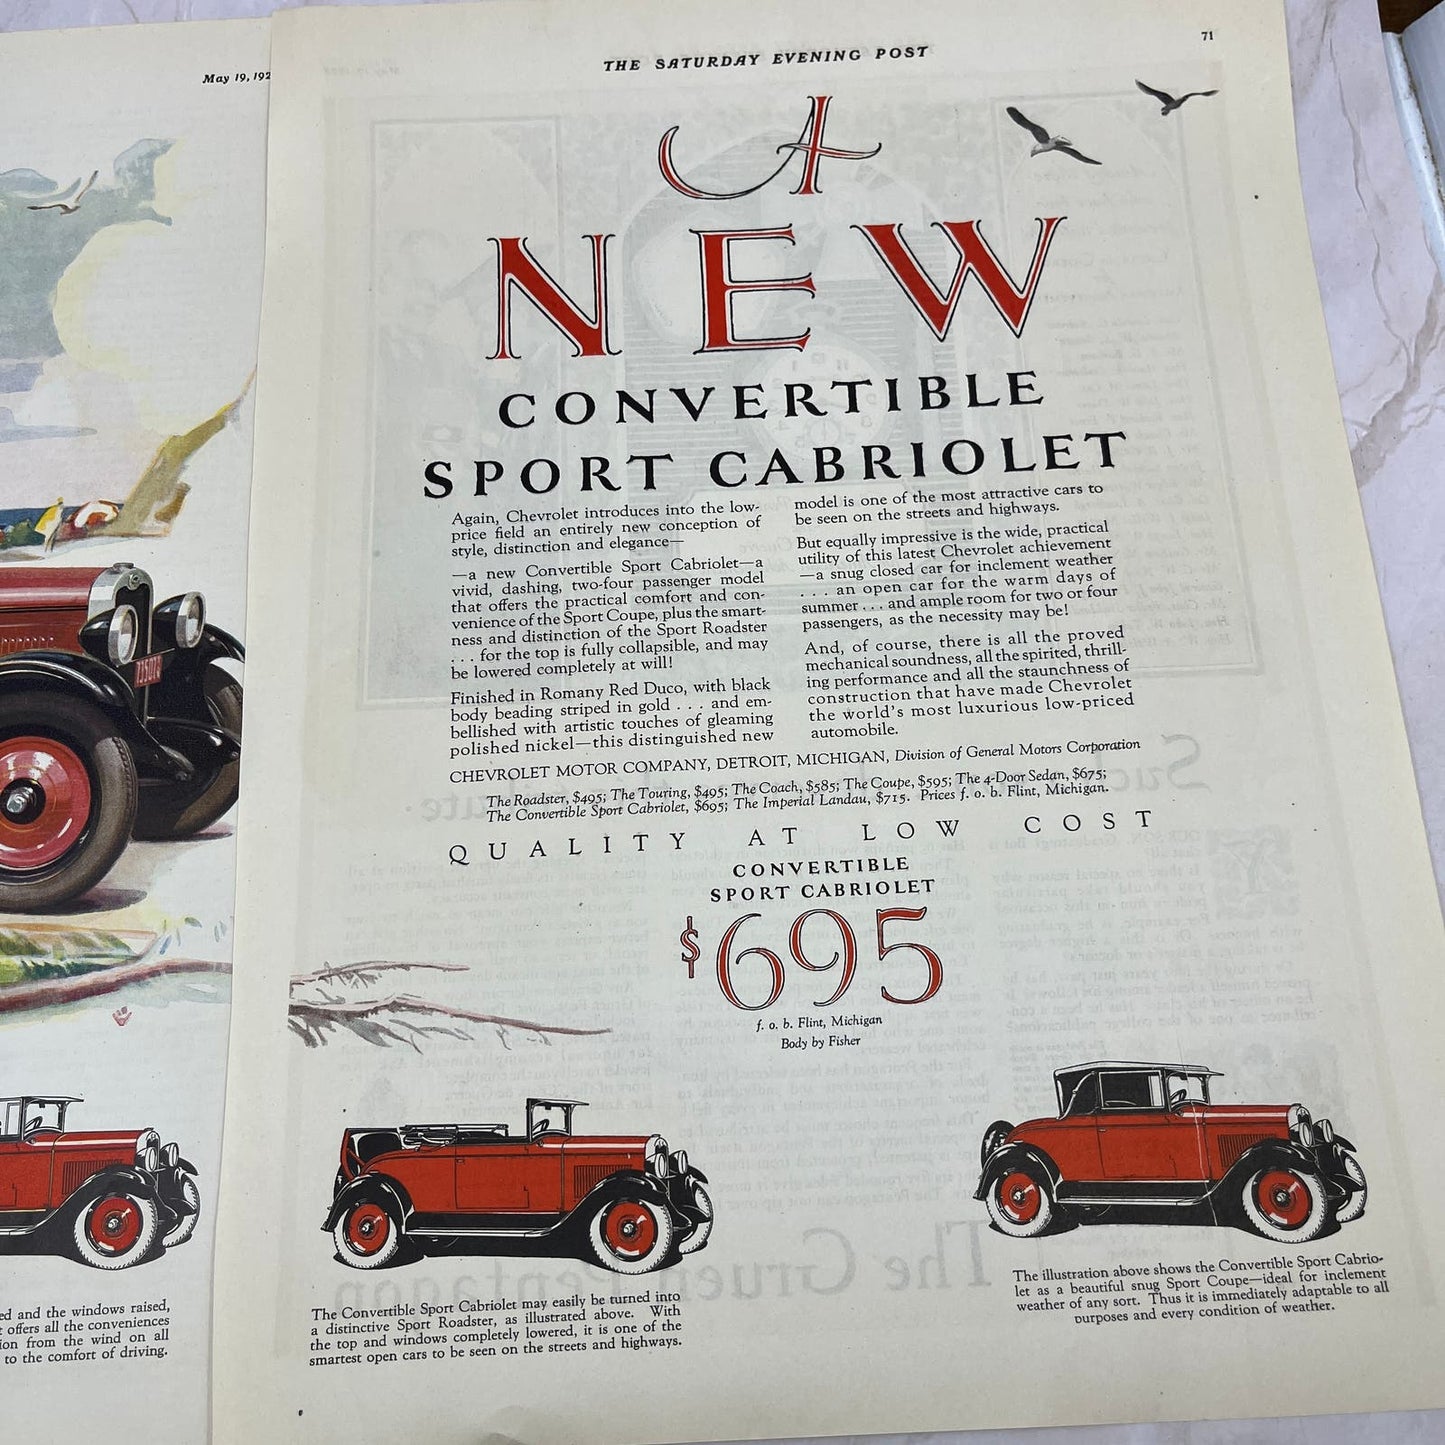 May 19, 192
THE SATURDAY EVENING POST
71
A
NEW
CONVERTIBLE
SPORT CABRIOLET
Again, Chevrolet introduces into the low-
price field an entirely new conception of
style, distinction and elegance—
—a new Convertible Sport Cabriolet—a
vivid, dashing, two-four passenger model
that offers the practical comfort and con-
venience of the Sport Coupe, plus the smart-
ness and distinction of the Sport Roadster
. . . for the top is fully collapsible, and may
be lowered completely at will!
Finished in Romany Red Duco, with black
body beading striped in gold . . . and em-
bellished with artistic touches of gleaming
polished nickel—this distinguished new
model is one of the most attractive cars to
be seen on the streets and highways.
But equally impressive is the wide, practical
utility of this latest Chevrolet achievement
—a snug closed car for inclement weather
. . . an open car for the warm days of
summer . . . and ample room for two or four
passengers, as the necessity may be!
And, of course, there is all the proved
mechanical soundness, all the spirited, thrill-
ing performance and all the staunchness of
construction that have made Chevrolet
the world's most luxurious low-priced
automobile.
CHEVROLET MOTOR COMPANY, DETROIT, MICHIGAN, Division of General Motors Corporation
The Roadster, $495; The Touring, $495; The Coach, $585; The Coupe, $595; The 4-Door Sedan, $675;
The Convertible Sport Cabriolet, $695; The Imperial Landau, $715. Prices f. o. b. Flint, Michigan.
QUALITY AT LOW COST
CONVERTIBLE
SPORT CABRIOLET
$695
f. o. b. Flint, Michigan
Body by Fisher
ed and the windows raised,
offers all the conveniences
ion from the wind on all
to the comfort of driving.
The Convertible Sport Cabriolet may easily be turned into
a distinctive Sport Roadster, as illustrated above. With
the top and windows completely lowered, it is one of the
smartest open cars to be seen on the streets and highways.
The illustration above shows the Convertible Sport Cabrio-
let as a beautiful snug Sport Coupe—ideal for inclement
weather of any sort. Thus it is immediately adaptable to all
purposes and every condition of weather.